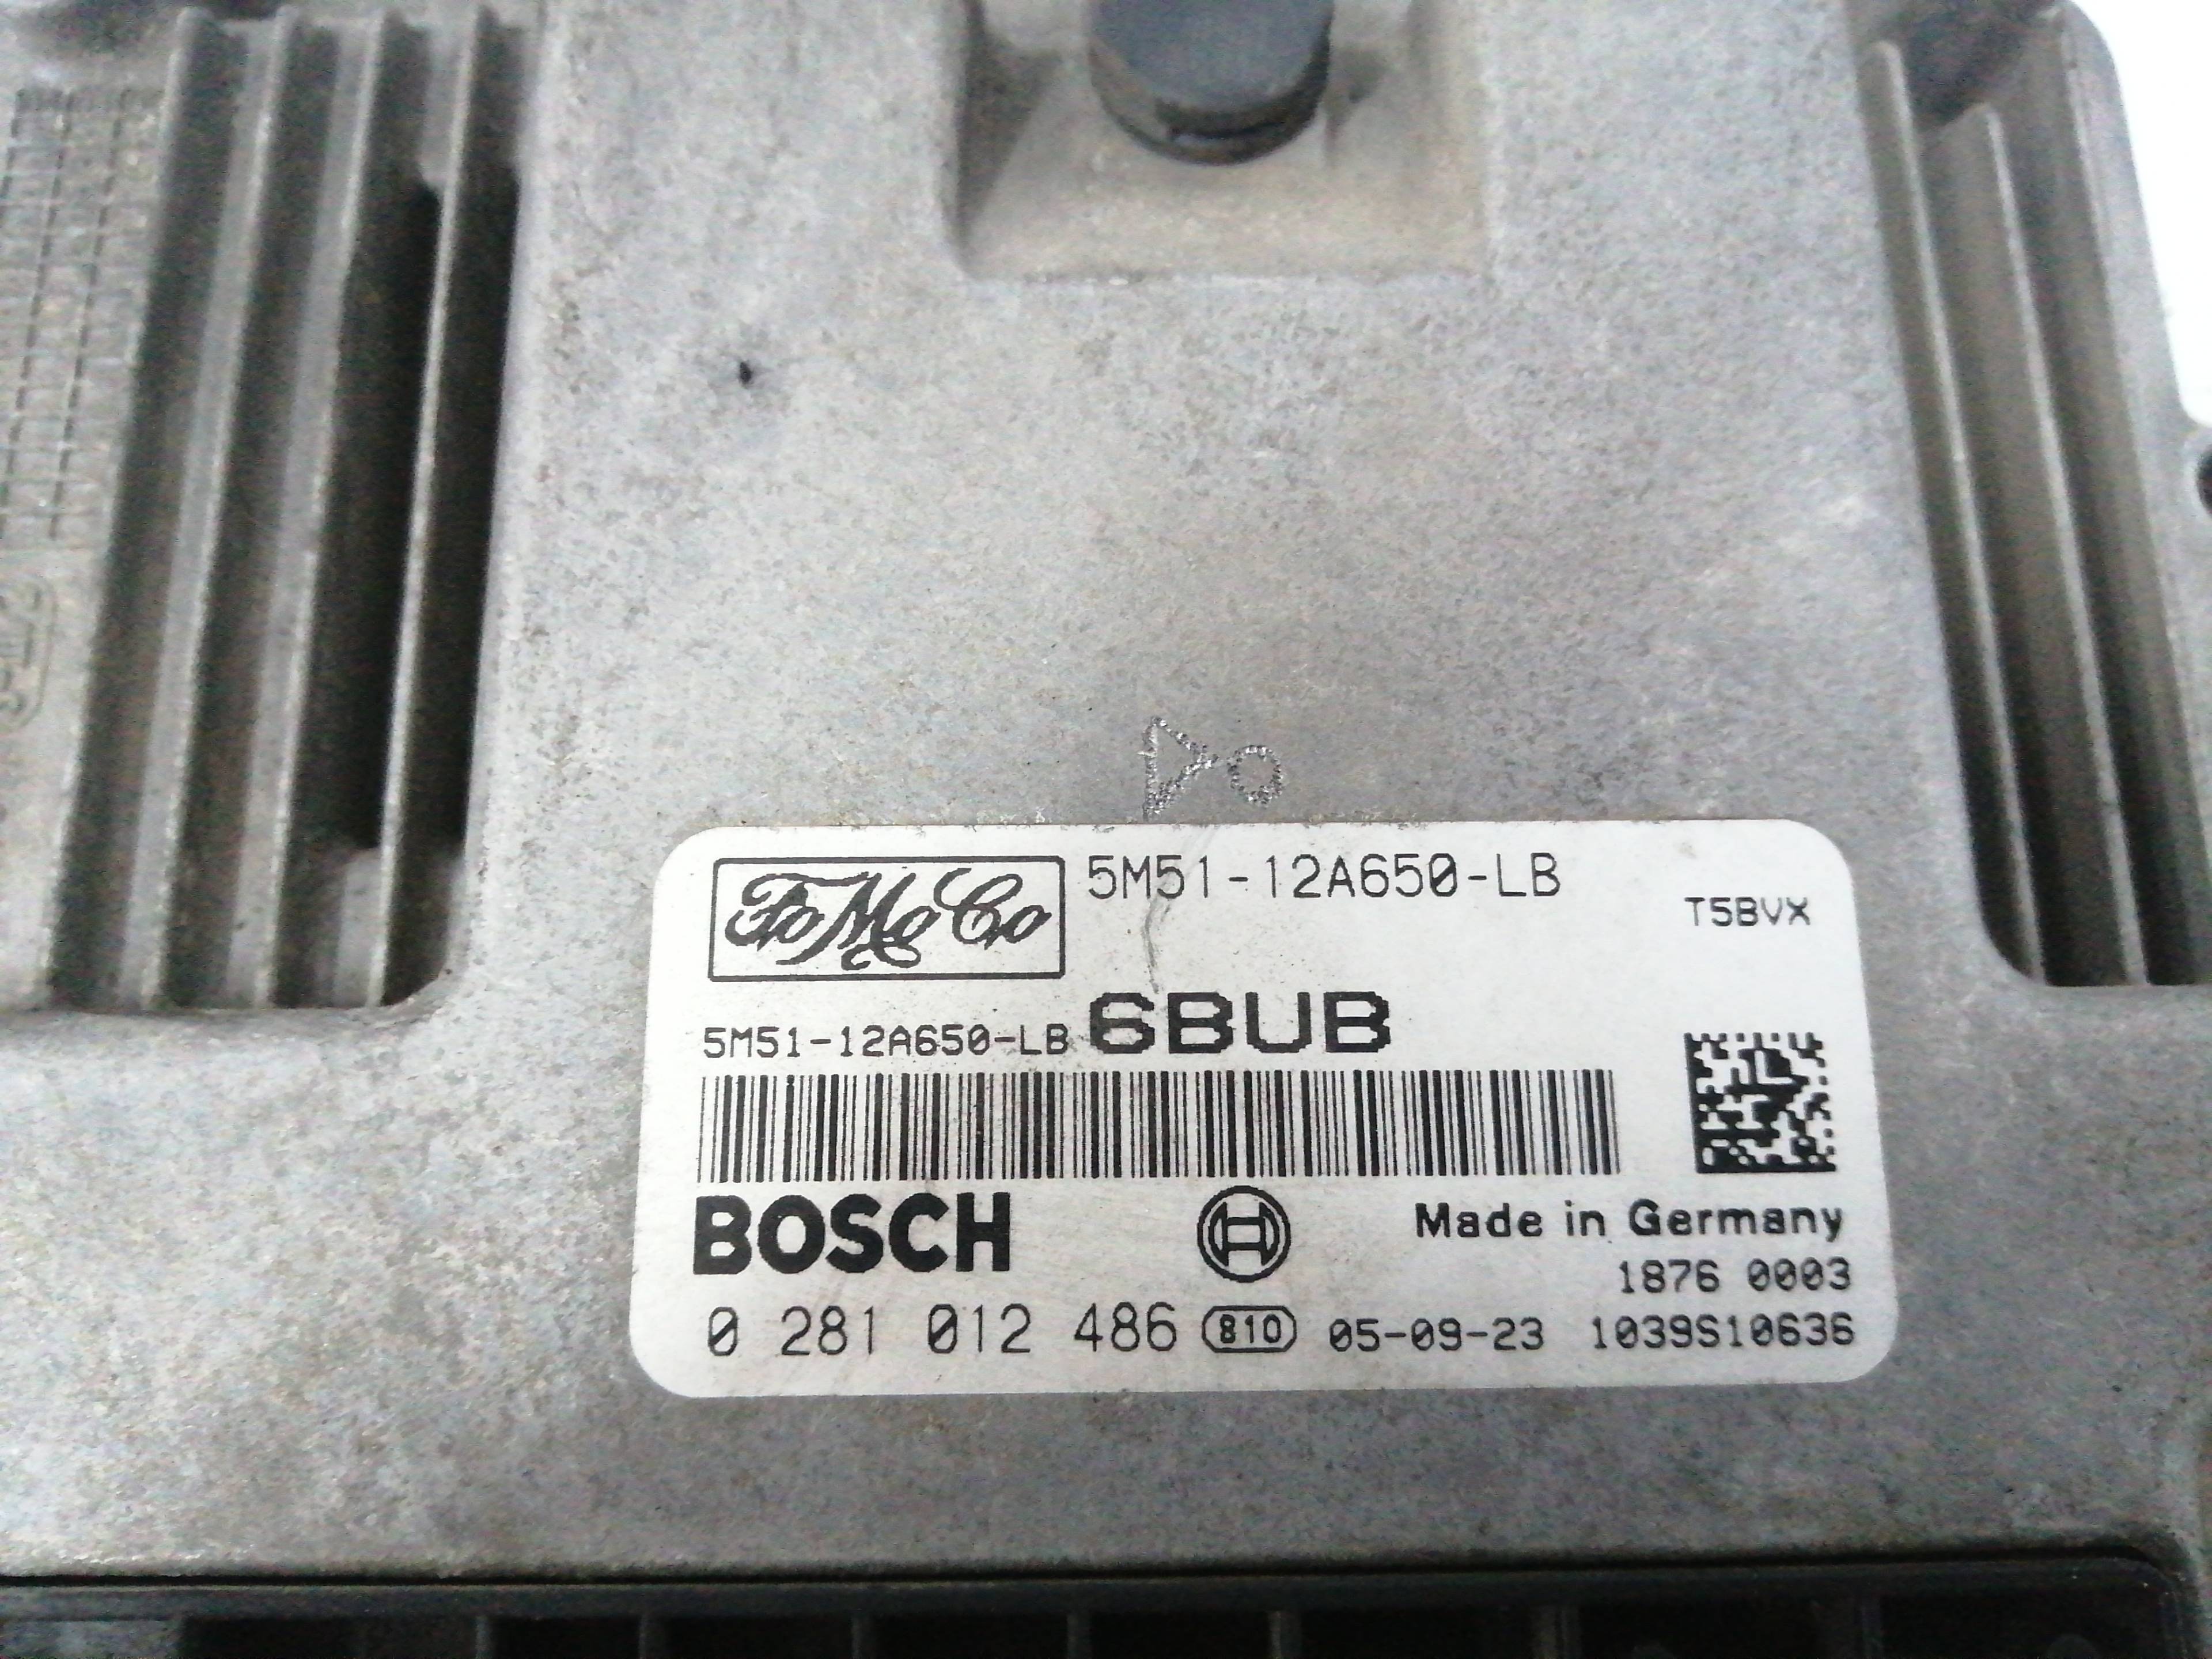 FoMoCo
5M51-12A650-LB
T5BVX
5M51-12A650-LB 6BUB
BOSCH
Made in Germany
1876 0003
0 281 012 486 810 05-09-23 1039S10636